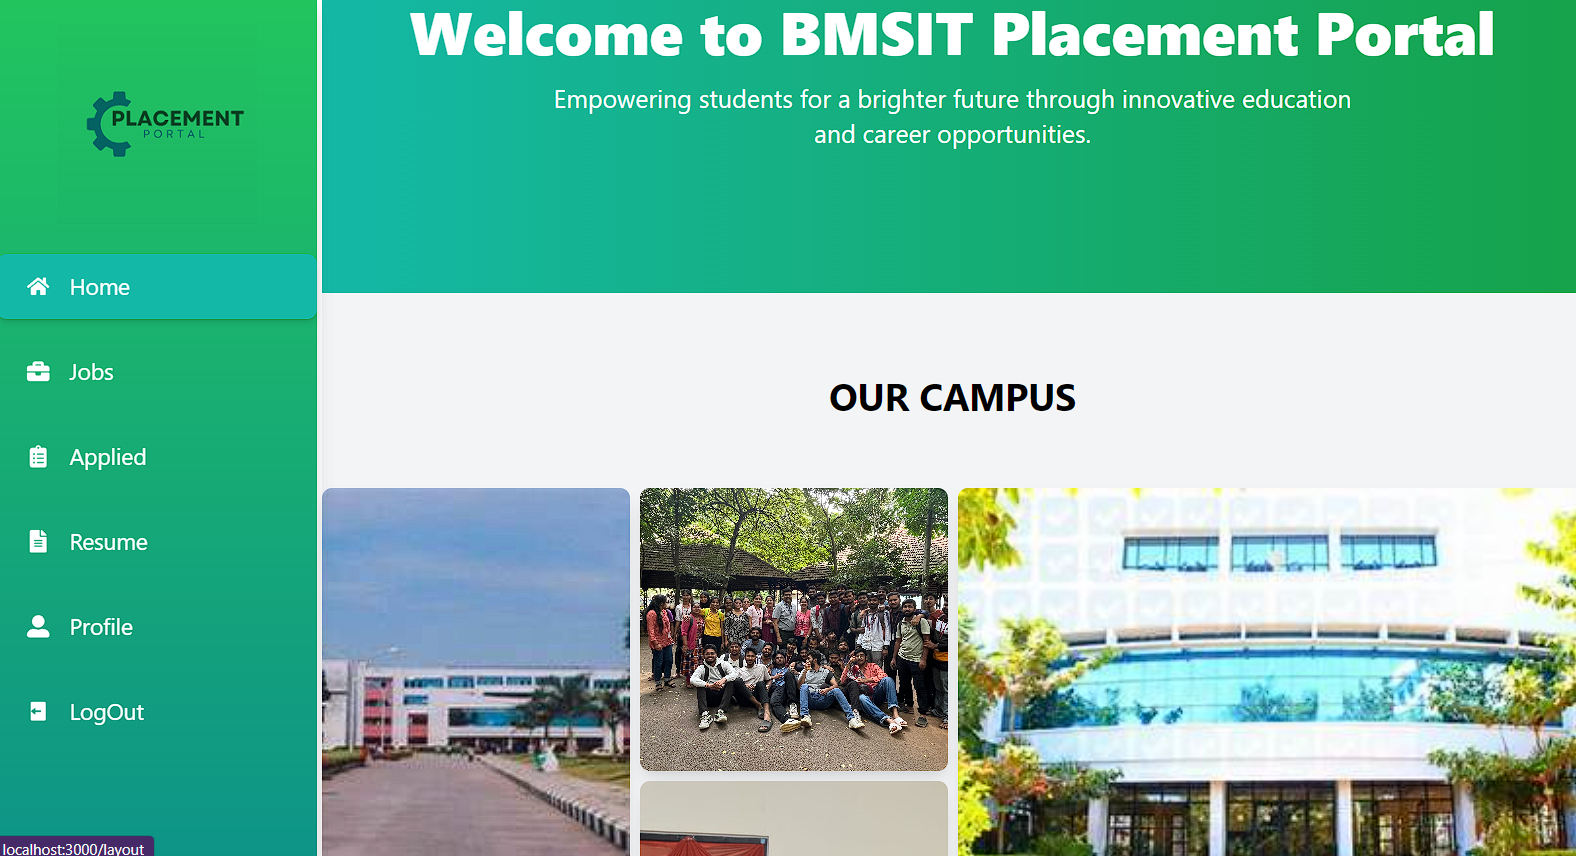 PLACEMENT
PORTAL
Home
Jobs
Applied
Resume
Profile
LogOut
localhost:3000/layout
Welcome to BMSIT Placement Portal
Empowering students for a brighter future through innovative education
and career opportunities.
OUR CAMPUS